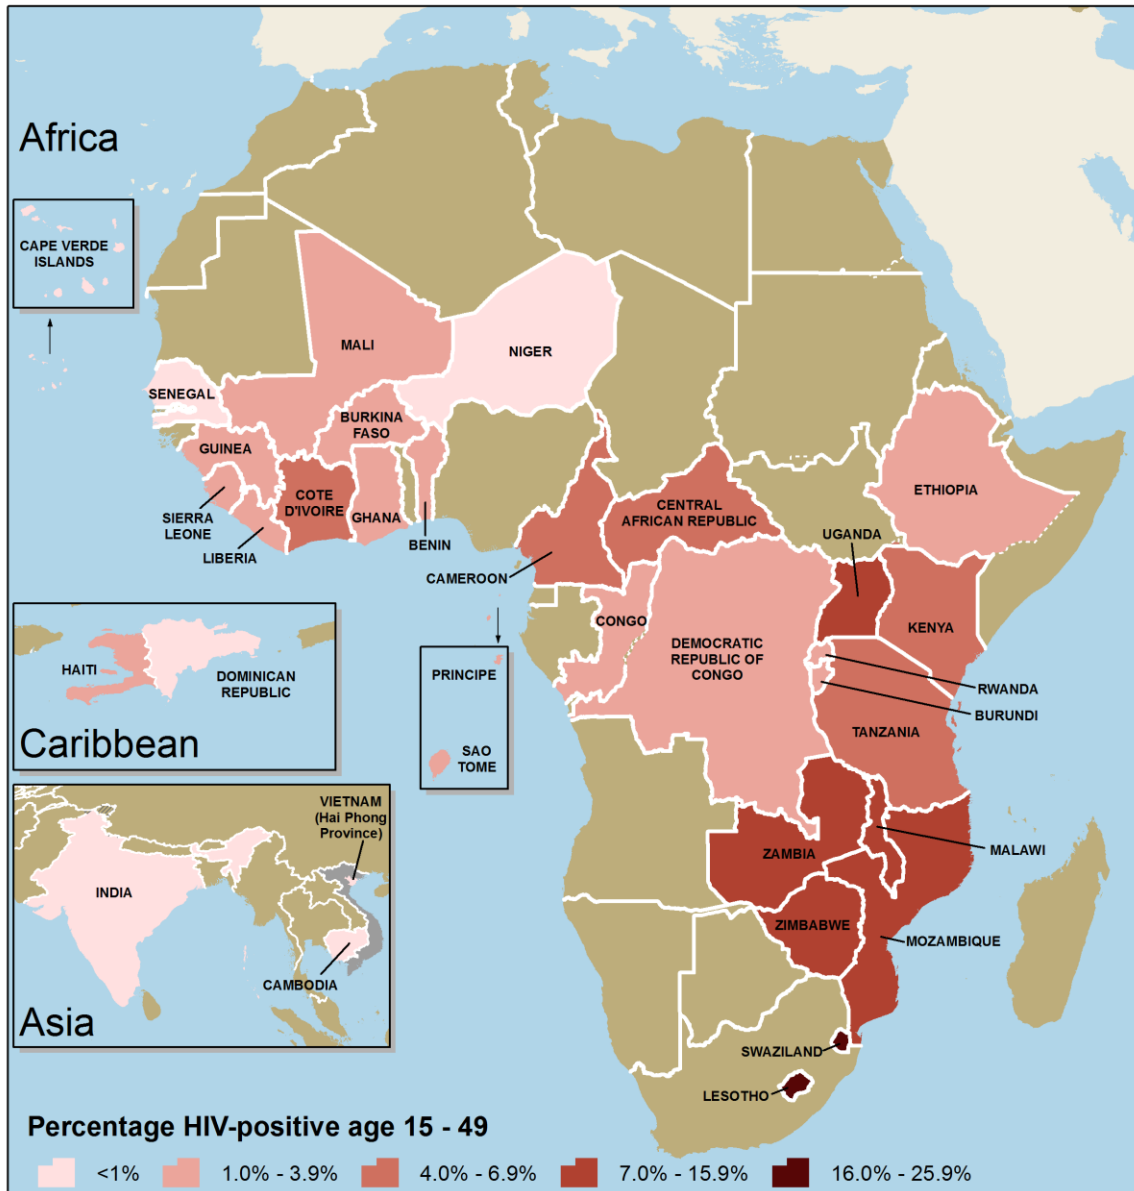 Africa
CAPE VERDE
ISLANDS
MALI
NIGER
SENEGAL
BURKINA
FASO
GUINEA
SIERRA
LEONE
LIBERIA
COTE
D'IVOIRE
GHANA
BENIN
CAMEROON
CENTRAL
AFRICAN REPUBLIC
ETHIOPIA
UGANDA
KENYA
CONGO
DEMOCRATIC
REPUBLIC OF
CONGO
RWANDA
BURUNDI
TANZANIA
PRINCIPE
SAO
TOME
HAITI
DOMINICAN
REPUBLIC
Caribbean
VIETNAM
(Hai Phong
Province)
INDIA
CAMBODIA
Asia
ZAMBIA
MALAWI
ZIMBABWE
MOZAMBIQUE
SWAZILAND
LESOTHO
Percentage HIV-positive age 15 - 49
<1% 1.0% - 3.9% 4.0% - 6.9% 7.0% - 15.9% 16.0% - 25.9%